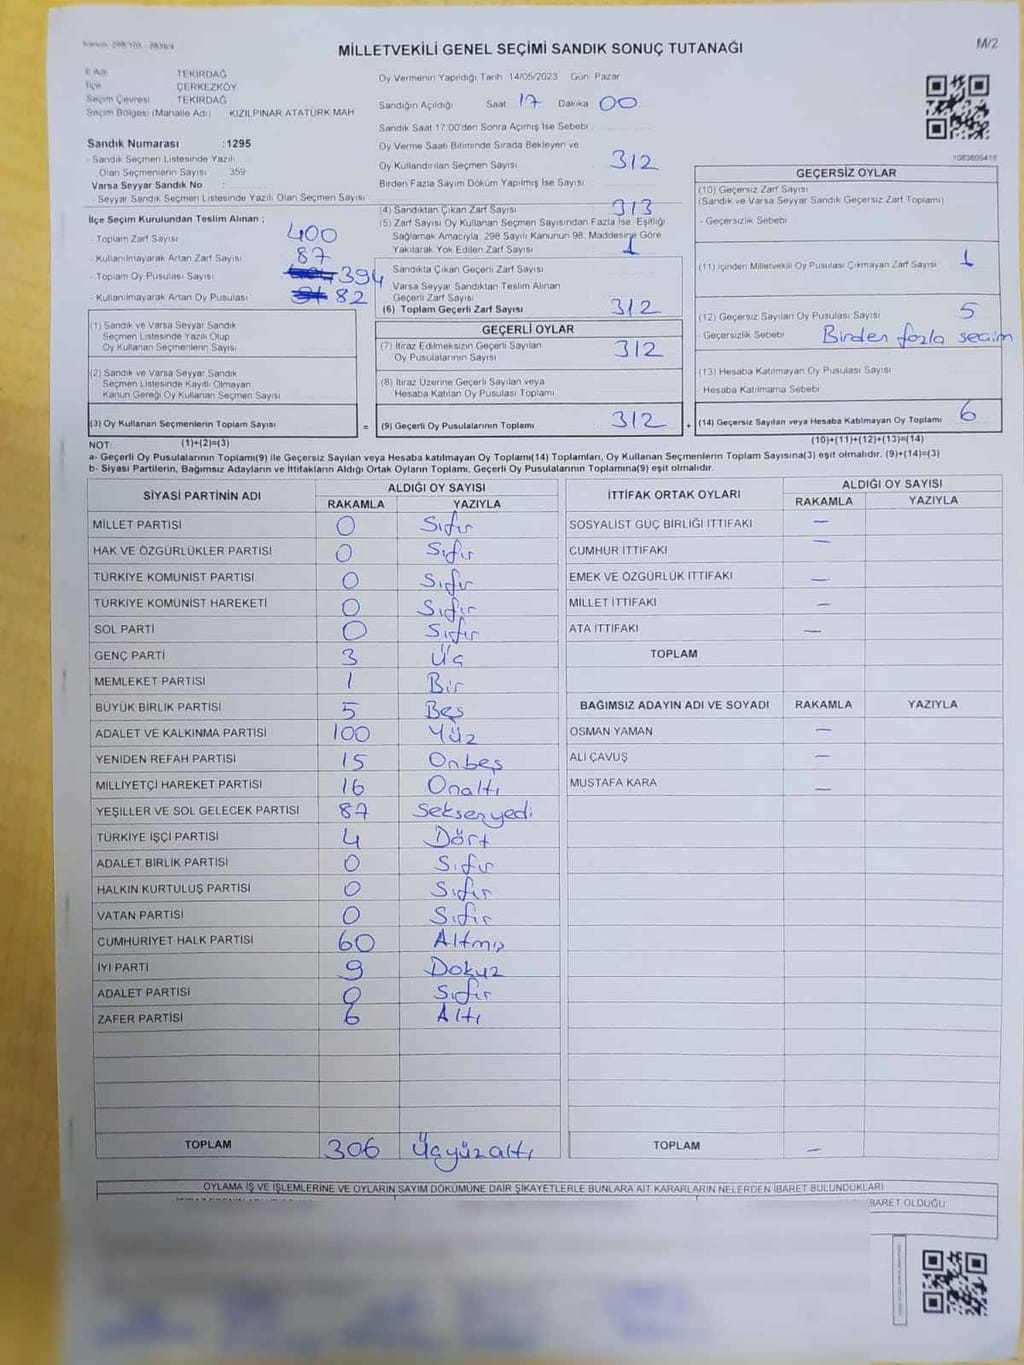 MİLLETVEKİLİ GENEL SEÇİMİ SANDIK SONUÇ TUTANAĞI
M/2
İl Adı TEKİRDAĞ
İlçe ÇERKEZKÖY
Seçim Çevresi TEKİRDAĞ
Seçim Bölgesi (Mahalle Adı) KIZILPINAR ATATÜRK MAH
Sandık Numarası :1295
- Sandık Seçmen Listesinde Yazılı
Olan Seçmenlerin Sayısı 359
Varsa Seyyar Sandık No
- Seyyar Sandık Seçmen Listesinde Yazılı Olan Seçmen Sayısı
İlçe Seçim Kurulundan Teslim Alınan ;
- Toplam Zarf Sayısı 400
- Kullanılmayarak Artan Zarf Sayısı 87
- Toplam Oy Pusulası Sayısı 394
- Kullanılmayarak Artan Oy Pusulası 82
(1) Sandık ve Varsa Seyyar Sandık
Seçmen Listesinde Yazılı Olup
Oy Kullanan Seçmenlerin Sayısı
(2) Sandık ve Varsa Seyyar Sandık
Seçmen Listesinde Kayıtlı Olmayan
Kanun Gereği Oy Kullanan Seçmen Sayısı
(3) Oy Kullanan Seçmenlerin Toplam Sayısı =
Oy Vermenin Yapıldığı Tarih 14/05/2023 Gün: Pazar
Sandığın Açıldığı Saat 17 Dakika 00
Sandık Saat 17:00'den Sonra Açımış İse Sebebi
Oy Verme Saati Bitiminde Sırada Bekleyen ve
Oy Kullandırılan Seçmen Sayısı 312
Birden Fazla Sayım Döküm Yapılmış İse Sayısı
(4) Sandıktan Çıkan Zarf Sayısı 313
(5) Zarf Sayısı Oy Kullanan Seçmen Sayısından Fazla İse, Eşitliği
Sağlamak Amacıyla, 298 Sayılı Kanunun 98. Maddesine Göre
Yakılarak Yok Edilen Zarf Sayısı 1
Sandıkta Çıkan Geçerli Zarf Sayısı
Varsa Seyyar Sandıktan Teslim Alınan
Geçerli Zarf Sayısı
(6) Toplam Geçerli Zarf Sayısı 312
GEÇERLİ OYLAR
(7) İtiraz Edilmeksizin Geçerli Sayılan
Oy Pusulalarının Sayısı 312
(8) İtiraz Üzerine Geçerli Sayılan veya
Hesaba Katılan Oy Pusulası Toplamı
(9) Geçerli Oy Pusulalarının Toplamı 312 +
1083605418
GEÇERSİZ OYLAR
(10) Geçersiz Zarf Sayısı
(Sandık ve Varsa Seyyar Sandık Geçersiz Zarf Toplamı)
- Geçersizlik Sebebi
(11) İçinden Milletvekili Oy Pusulası Çıkmayan Zarf Sayısı 1
(12) Geçersiz Sayılan Oy Pusulası Sayısı 5
- Geçersizlik Sebebi Birden fazla seçim
(13) Hesaba Katılmayan Oy Pusulası Sayısı
- Hesaba Katılmama Sebebi
(14) Geçersiz Sayılan veya Hesaba Katılmayan Oy Toplamı 6
NOT: (1)+(2)=(3) (10)+(11)+(12)+(13)=(14)
a- Geçerli Oy Pusulalarının Toplamı(9) ile Geçersiz Sayılan veya Hesaba katılmayan Oy Toplamı(14) Toplamları, Oy Kullanan Seçmenlerin Toplam Sayısına(3) eşit olmalıdır. (9)+(14)=(3)
b- Siyasi Partilerin, Bağımsız Adayların ve İttifakların Aldığı Ortak Oyların Toplamı, Geçerli Oy Pusulalarının Toplamına(9) eşit olmalıdır.
SİYASİ PARTİNİN ADI ALDIĞI OY SAYISI
RAKAMLA YAZIYLA
MİLLET PARTİSİ 0 Sıfır
HAK VE ÖZGÜRLÜKLER PARTİSİ 0 Sıfır
TÜRKİYE KOMÜNİST PARTİSİ 0 Sıfır
TÜRKİYE KOMÜNİST HAREKETİ 0 Sıfır
SOL PARTİ 0 Sıfır
GENÇ PARTİ 3 Üç
MEMLEKET PARTİSİ 1 Bir
BÜYÜK BİRLİK PARTİSİ 5 Beş
ADALET VE KALKINMA PARTİSİ 100 Yüz
YENİDEN REFAH PARTİSİ 15 Onbeş
MİLLİYETÇİ HAREKET PARTİSİ 16 Onaltı
YEŞİLLER VE SOL GELECEK PARTİSİ 87 Seksenyedi
TÜRKİYE İŞÇİ PARTİSİ 4 Dört
ADALET BİRLİK PARTİSİ 0 Sıfır
HALKIN KURTULUŞ PARTİSİ 0 Sıfır
VATAN PARTİSİ 0 Sıfır
CUMHURİYET HALK PARTİSİ 60 Altmış
İYİ PARTİ 9 Dokuz
ADALET PARTİSİ 0 Sıfır
ZAFER PARTİSİ 6 Altı
TOPLAM 306 Üçyüzaltı
İTTİFAK ORTAK OYLARI ALDIĞI OY SAYISI
RAKAMLA YAZIYLA
SOSYALİST GÜÇ BİRLİĞİ İTTİFAKI —
CUMHUR İTTİFAKI —
EMEK VE ÖZGÜRLÜK İTTİFAKI —
MİLLET İTTİFAKI —
ATA İTTİFAKI —
TOPLAM
BAĞIMSIZ ADAYIN ADI VE SOYADI RAKAMLA YAZIYLA
OSMAN YAMAN —
ALİ ÇAVUŞ —
MUSTAFA KARA —
TOPLAM —
OYLAMA İŞ VE İŞLEMLERİNE VE OYLARIN SAYIM DÖKÜMÜNE DAİR ŞİKAYETLERLE BUNLARA AİT KARARLARIN NELERDEN İBARET BULUNDUKLARI
BARET OLDUĞU